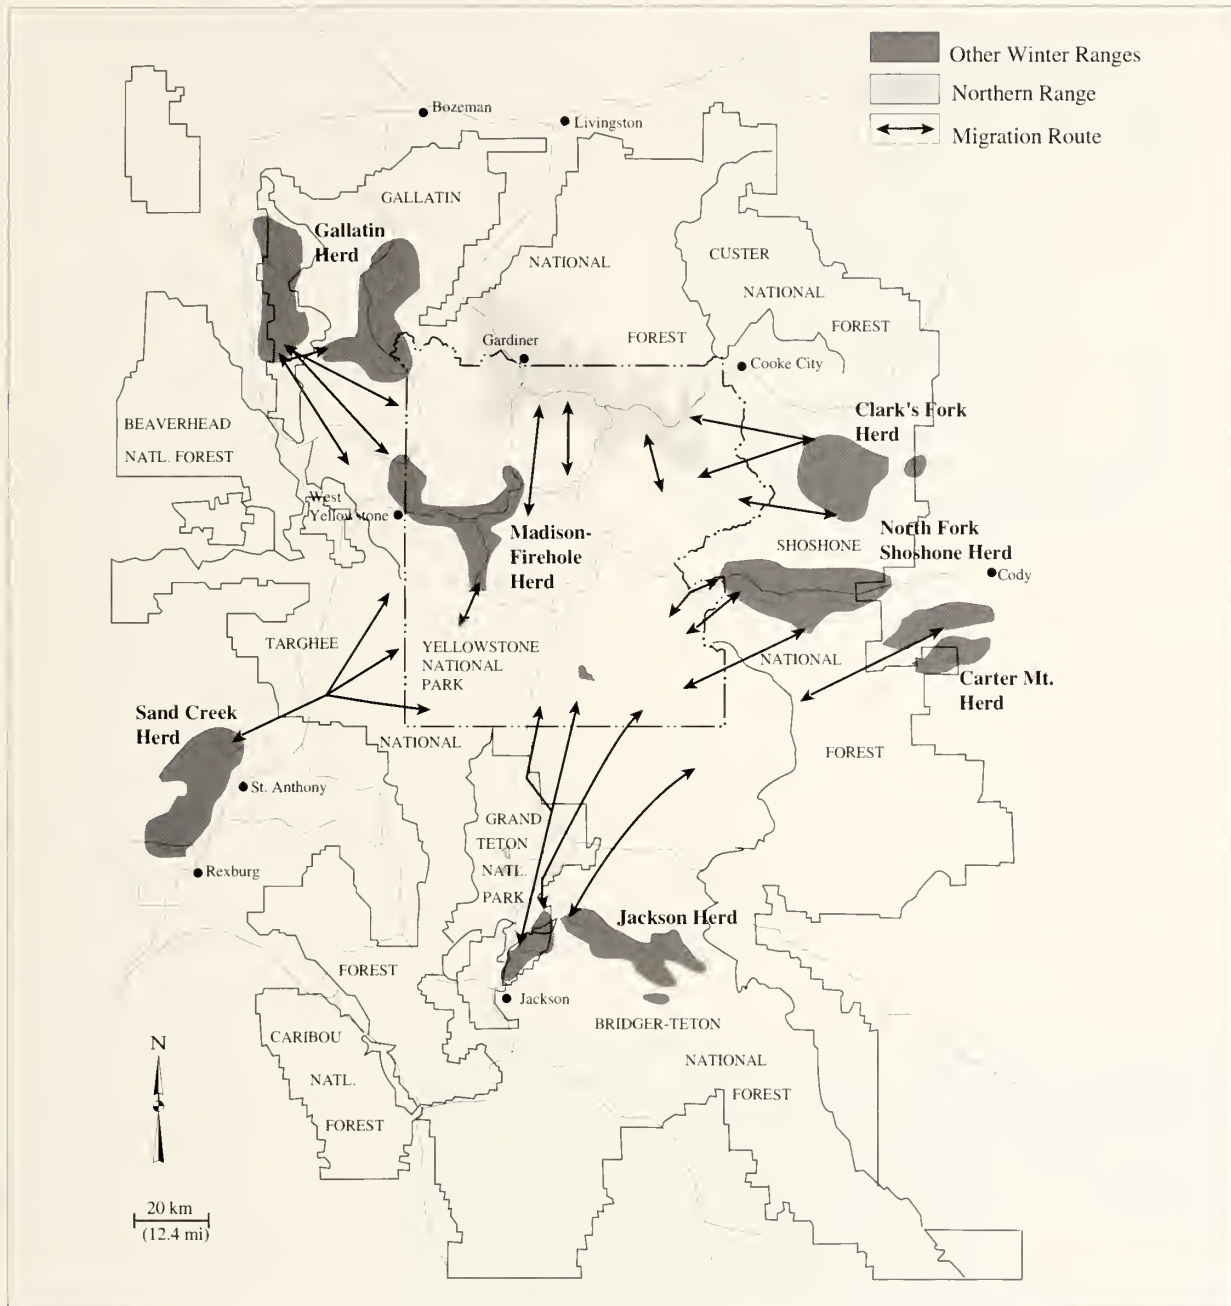 Other Winter Ranges
Northern Range
Migration Route
Bozeman
Livingston
GALLATIN
NATIONAL
FOREST
Gallatin
Herd
CUSTER
NATIONAL
FOREST
Gardiner
Cooke City
BEAVERHEAD
NATL. FOREST
Clark's Fork
Herd
West
Yellowstone
Madison-
Firehole
Herd
SHOSHONE
North Fork
Shoshone Herd
Cody
TARGHEE
YELLOWSTONE
NATIONAL
PARK
NATIONAL
Carter Mt.
Herd
Sand Creek
Herd
NATIONAL
FOREST
St. Anthony
GRAND
TETON
NATL.
PARK
Rexburg
Jackson Herd
FOREST
Jackson
BRIDGER-TETON
NATIONAL
FOREST
CARIBOU
NATL.
FOREST
N
20 km
(12.4 mi)